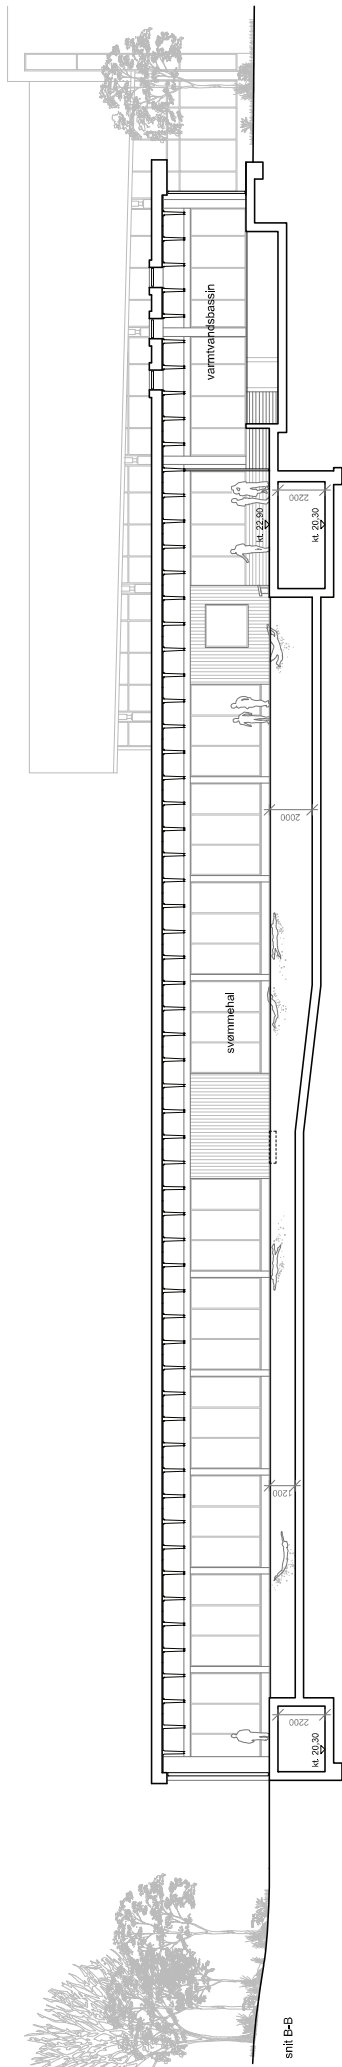 snit B-B
kt. 20,30
2200
1200
svømmehal
2000
kt. 22,90
kt. 20,30
2200
varmtvandsbassin